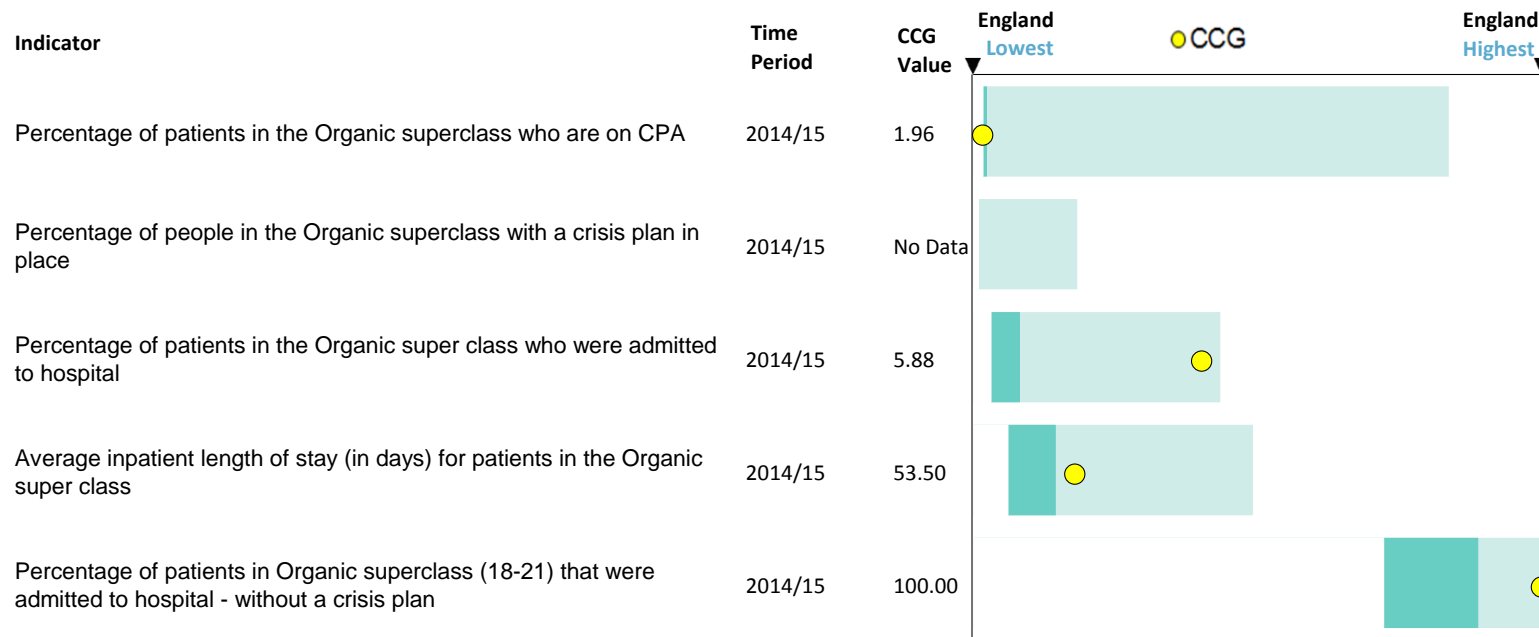 Indicator Time Period CCG Value England Lowest CCG England Highest
Percentage of patients in the Organic superclass who are on CPA 2014/15 1.96
Percentage of people in the Organic superclass with a crisis plan in
place 2014/15 No Data
Percentage of patients in the Organic super class who were admitted
to hospital 2014/15 5.88
Average inpatient length of stay (in days) for patients in the Organic
super class 2014/15 53.50
Percentage of patients in Organic superclass (18-21) that were
admitted to hospital - without a crisis plan 2014/15 100.00